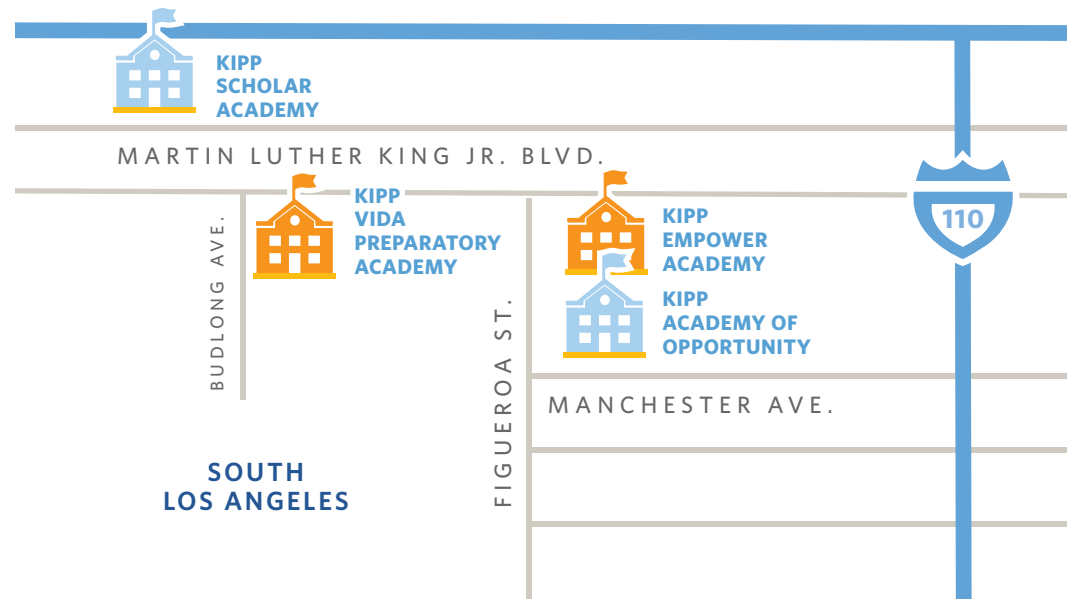 KIPP
SCHOLAR
ACADEMY
MARTIN LUTHER KING JR. BLVD.
KIPP
VIDA
PREPARATORY
ACADEMY
BUDLONG AVE.
KIPP
EMPOWER
ACADEMY
110
KIPP
ACADEMY OF
OPPORTUNITY
FIGUEROA ST.
MANCHESTER AVE.
SOUTH
LOS ANGELES